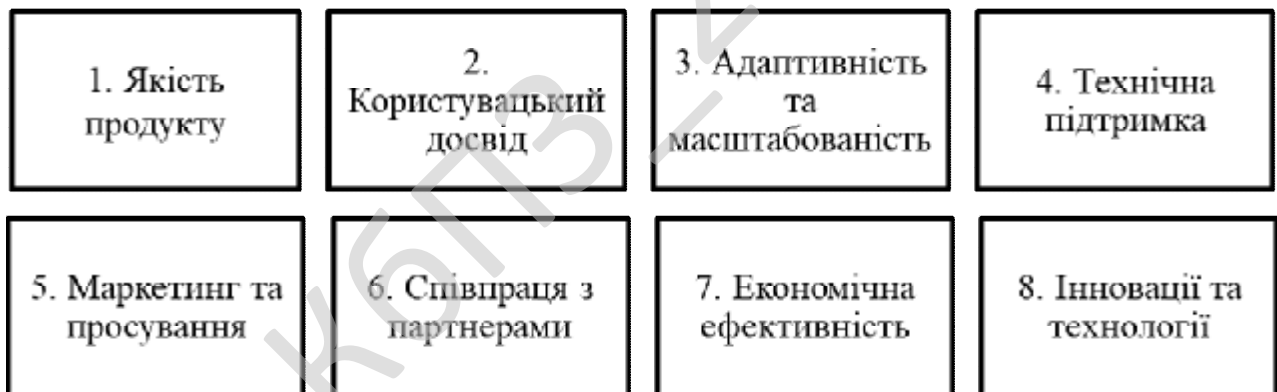 1. Якість
продукту
2.
Користувацький
досвід
3. Адаптивність
та
масштабованість
4. Технічна
підтримка
5. Маркетинг та
просування
6. Співпраця з
партнерами
7. Економічна
ефективність
8. Інновації та
технології
КбПЗ_2